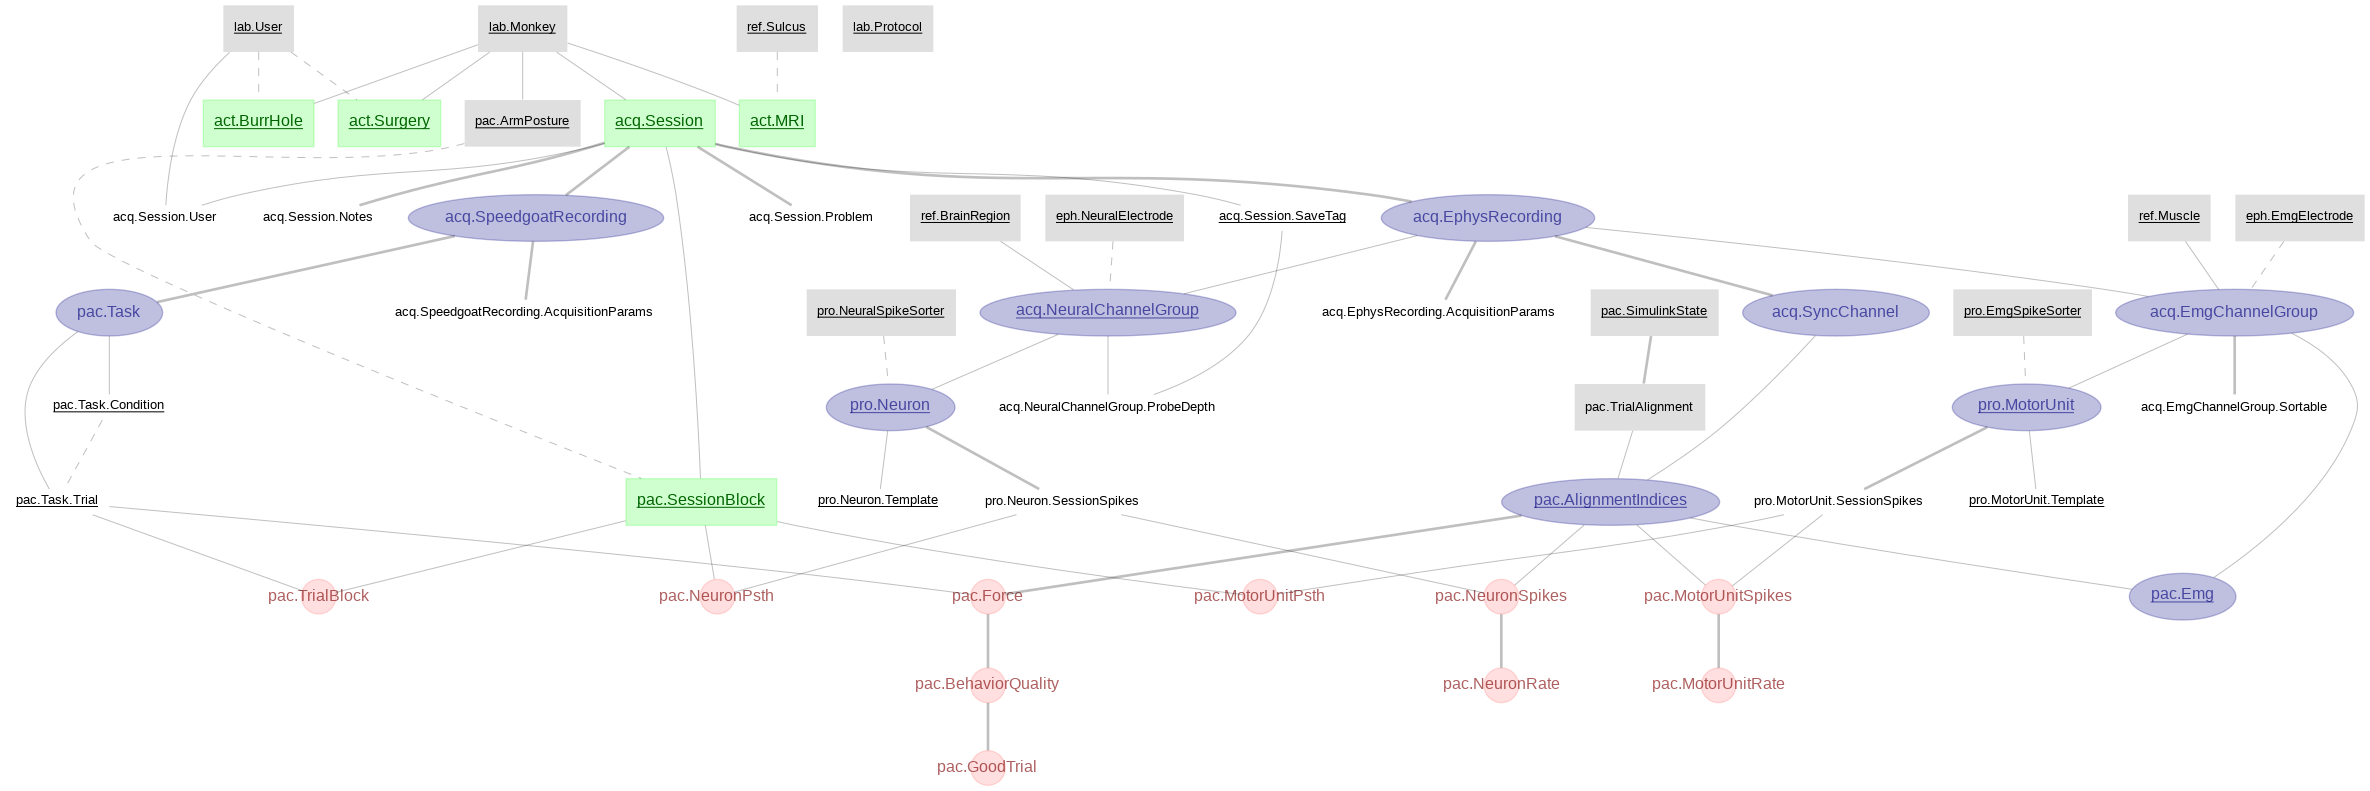 lab.User
lab.Monkey
ref.Sulcus
lab.Protocol
act.BurrHole
act.Surgery
pac.ArmPosture
acq.Session
act.MRI
acq.Session.User
acq.Session.Notes
acq.SpeedgoatRecording
acq.Session.Problem
ref.BrainRegion
eph.NeuralElectrode
acq.Session.SaveTag
acq.EphysRecording
ref.Muscle
eph.EmgElectrode
pac.Task
acq.SpeedgoatRecording.AcquisitionParams
pro.NeuralSpikeSorter
acq.NeuralChannelGroup
acq.EphysRecording.AcquisitionParams
pac.SimulinkState
acq.SyncChannel
pro.EmgSpikeSorter
acq.EmgChannelGroup
pac.Task.Condition
pro.Neuron
acq.NeuralChannelGroup.ProbeDepth
pac.TrialAlignment
pro.MotorUnit
acq.EmgChannelGroup.Sortable
pac.Task.Trial
pac.SessionBlock
pro.Neuron.Template
pro.Neuron.SessionSpikes
pac.AlignmentIndices
pro.MotorUnit.SessionSpikes
pro.MotorUnit.Template
pac.TrialBlock
pac.NeuronPsth
pac.Force
pac.MotorUnitPsth
pac.NeuronSpikes
pac.MotorUnitSpikes
pac.Emg
pac.BehaviorQuality
pac.NeuronRate
pac.MotorUnitRate
pac.GoodTrial